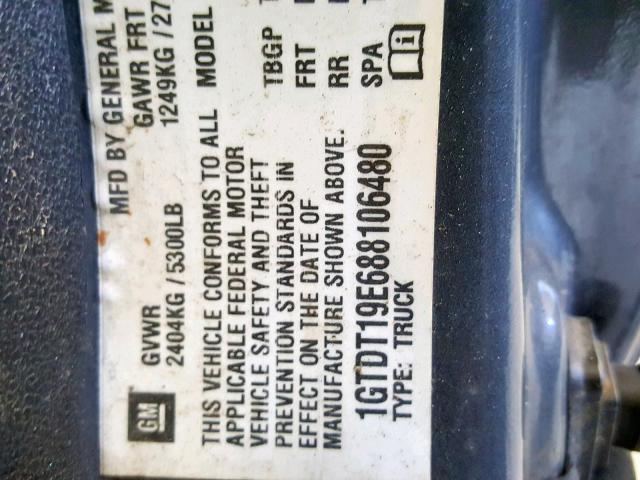 MFD BY GENERAL M
GVWR GAWR FRT
2404KG / 5300LB 1249KG / 27
GM
THIS VEHICLE CONFORMS TO ALL
APPLICABLE FEDERAL MOTOR
VEHICLE SAFETY AND THEFT
PREVENTION STANDARDS IN
EFFECT ON THE DATE OF
MANUFACTURE SHOWN ABOVE.
1GTDT19E688106480
TYPE: TRUCK
MODEL
TBGP
FRT
RR
SPA